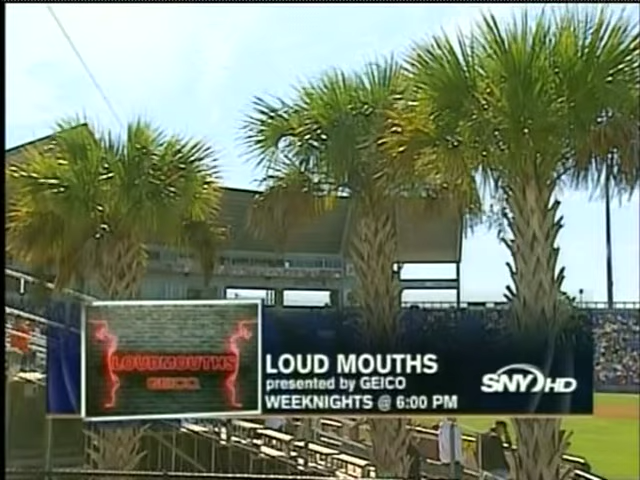 LOUDMOUTHS
GEICO
LOUD MOUTHS
presented by GEICO
WEEKNIGHTS @ 6:00 PM
SNY HD